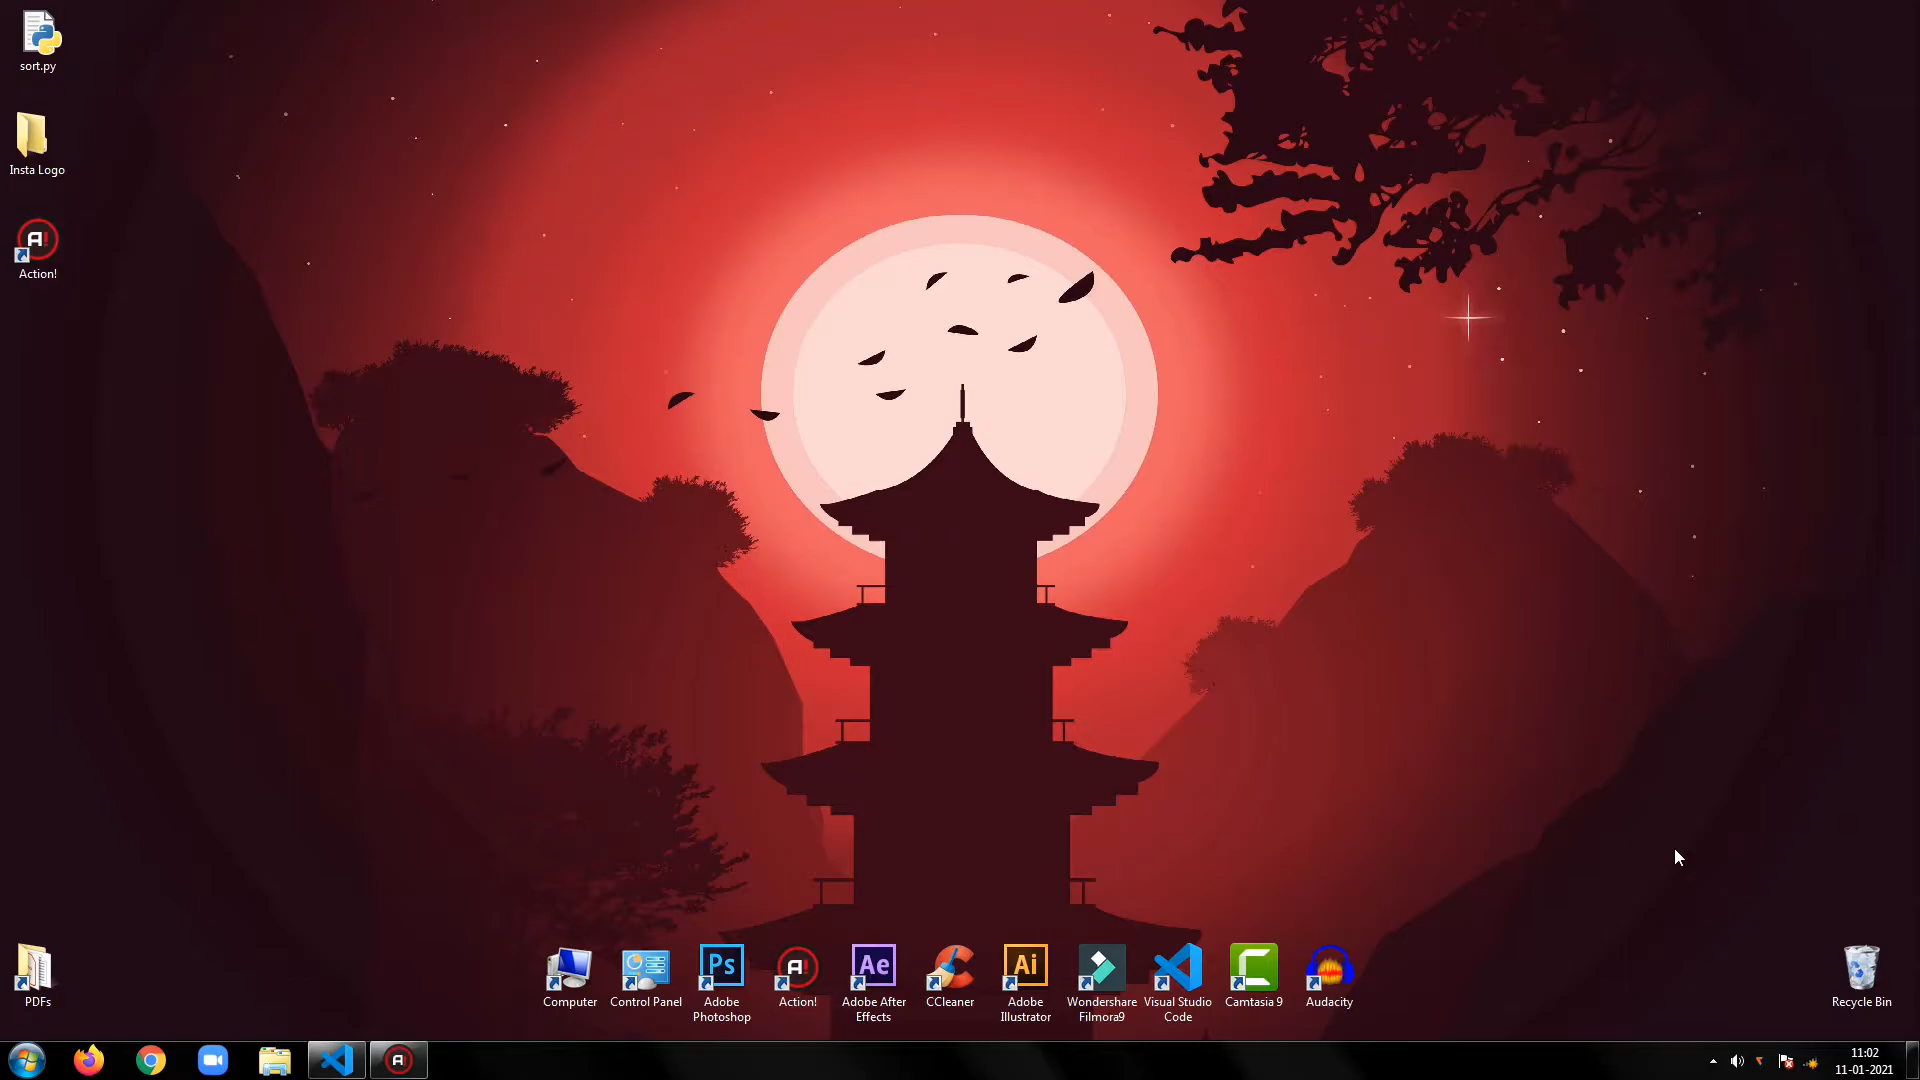 sort.py
Insta Logo
A!
Action!
PDFs
Computer
Control Panel
Ps
Adobe
Photoshop
A!
Action!
Ae
Adobe After
Effects
CCleaner
Ai
Adobe
Illustrator
Wondershare
Filmora9
Visual Studio
Code
Camtasia 9
Audacity
Recycle Bin
A!
11:02
11-01-2021